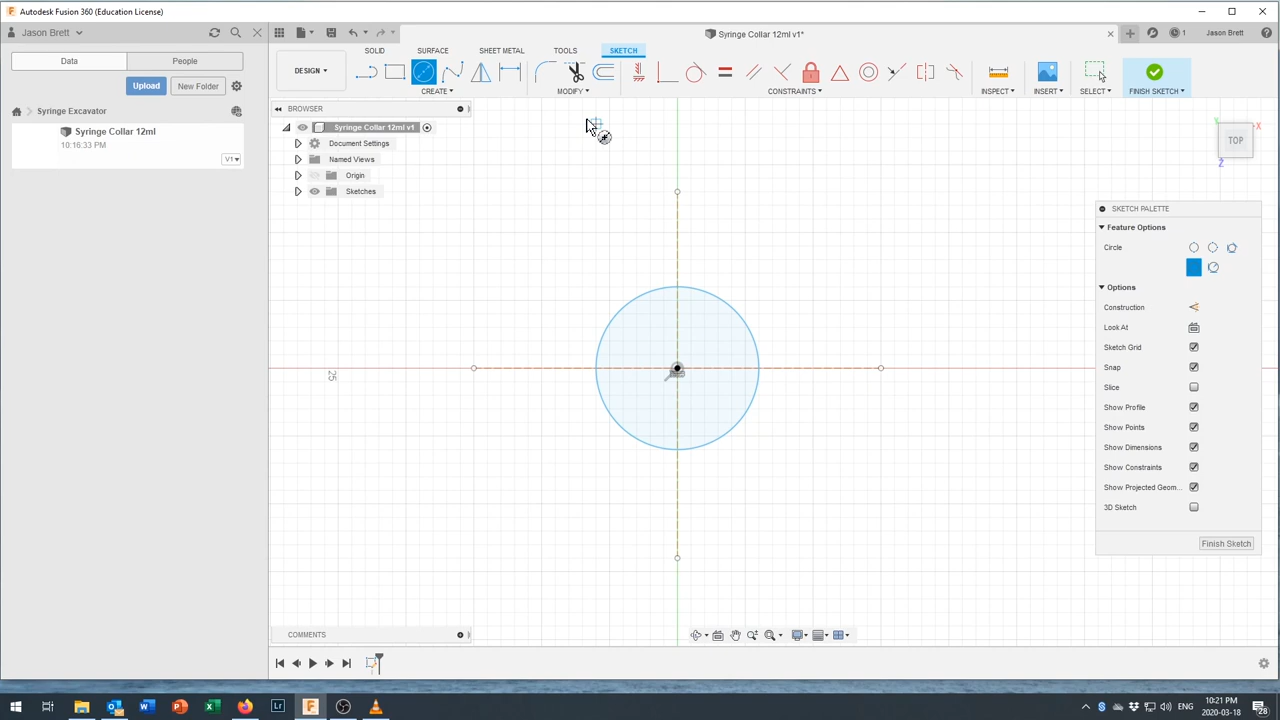 Autodesk Fusion 360 (Education License)
Jason Brett
Syringe Collar 12ml v1*
1
Jason Brett
Data
People
SOLID
SURFACE
SHEET METAL
TOOLS
SKETCH
DESIGN
Upload
New Folder
CREATE
MODIFY
CONSTRAINTS
INSPECT
INSERT
SELECT
FINISH SKETCH
Syringe Excavator
BROWSER
Syringe Collar 12ml
10:16:33 PM
V1
Syringe Collar 12ml v1
Document Settings
Named Views
Origin
Sketches
Y
X
TOP
Z
25
SKETCH PALETTE
Feature Options
Circle
Options
Construction
Look At
Sketch Grid
Snap
Slice
Show Profile
Show Points
Show Dimensions
Show Constraints
Show Projected Geom...
3D Sketch
Finish Sketch
COMMENTS
10:21 PM
ENG
2020-03-18
28